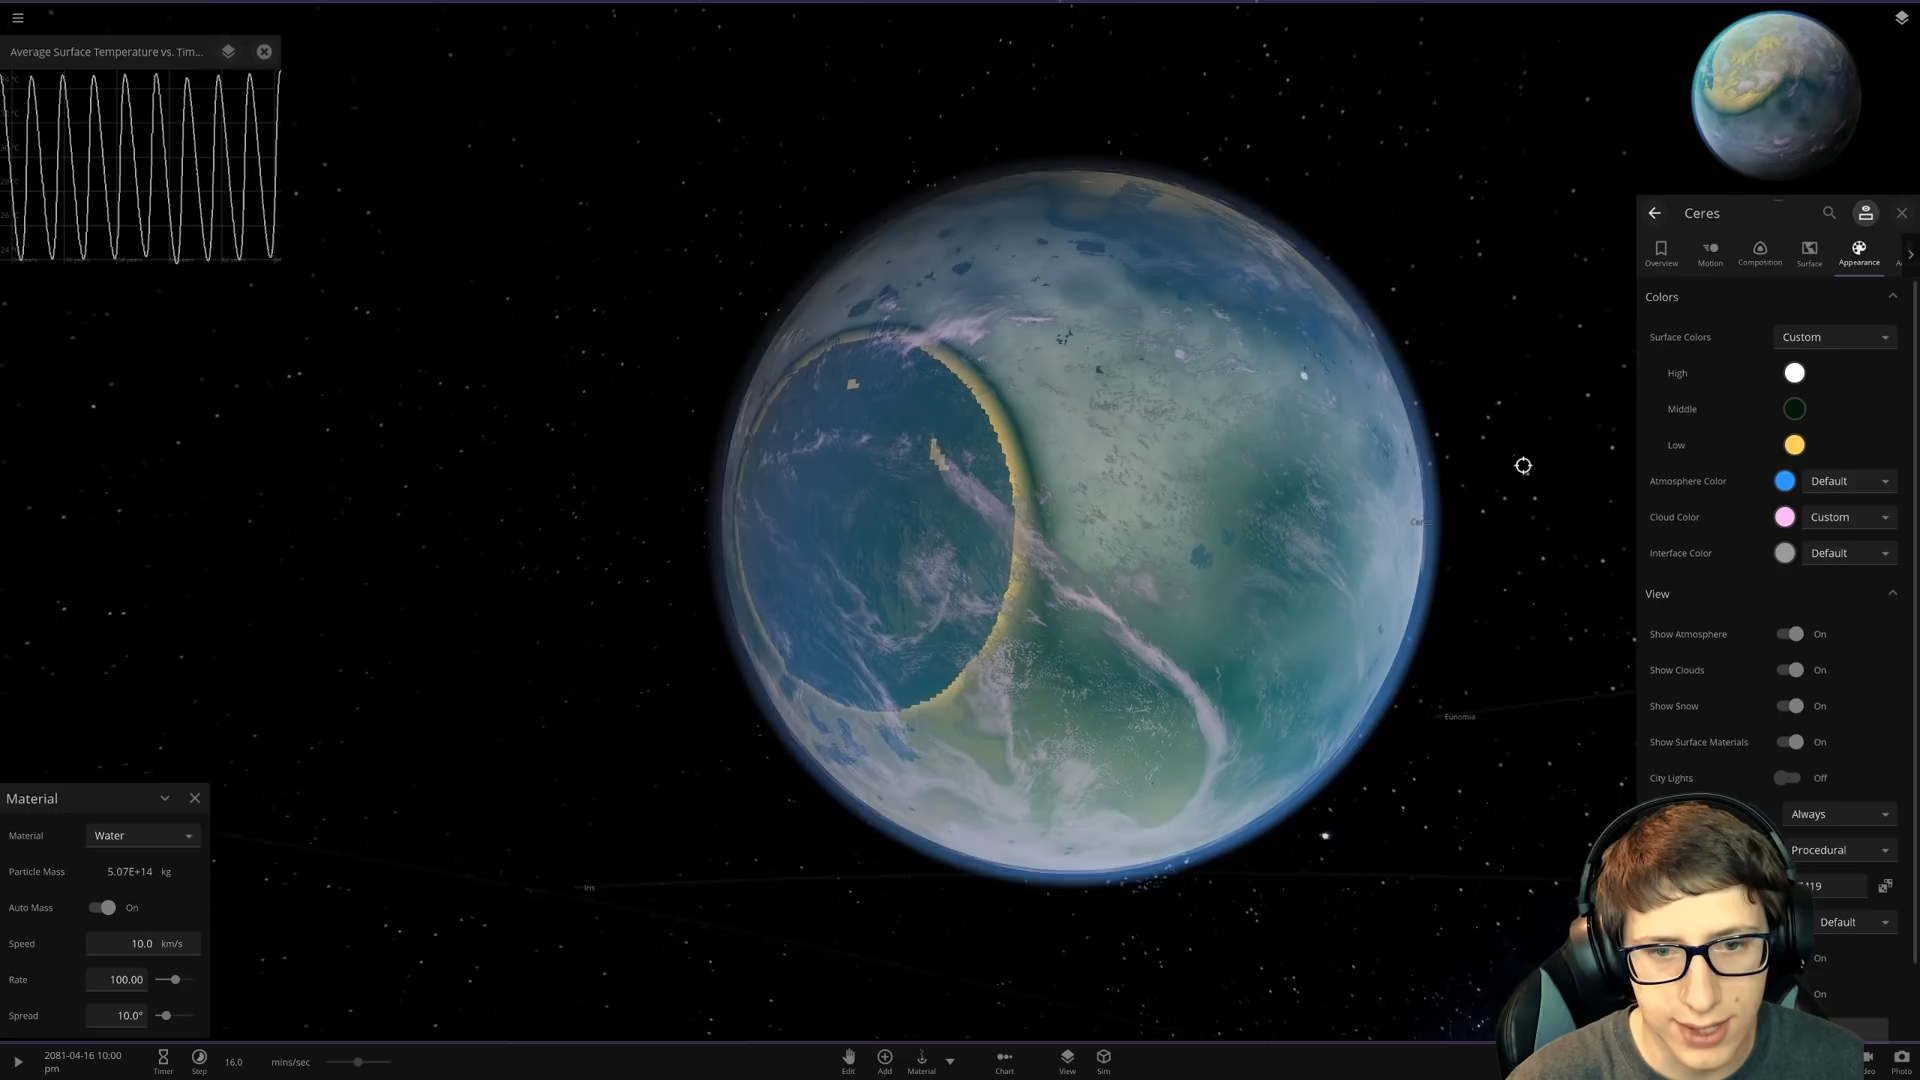 Average Surface Temperature vs. Tim...
Ceres
Overview
Motion
Composition
Surface
Appearance
Colors
Surface Colors
Custom
High
Middle
Low
Atmosphere Color
Default
Cloud Color
Custom
Interface Color
Default
View
Show Atmosphere
On
Show Clouds
On
Show Snow
On
Show Surface Materials
On
City Lights
Off
Always
Procedural
Default
On
On
Eunomia
Iris
Material
Material
Water
Particle Mass
5.07E+14 kg
Auto Mass
On
Speed
10.0 km/s
Rate
100.00
Spread
10.0°
2081-04-16 10:00
pm
Timer
Step
16.0
mins/sec
Edit
Add
Material
Chart
View
Sim
Photo